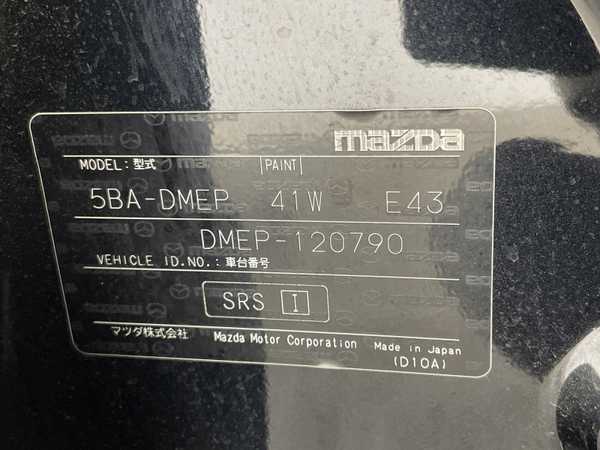 mazda
MODEL: 型式 PAINT
5BA-DMEP 41W E43
DMEP-120790
VEHICLE ID.NO.: 車台番号
SRS I
マツダ株式会社 Mazda Motor Corporation Made in Japan
(D10A)